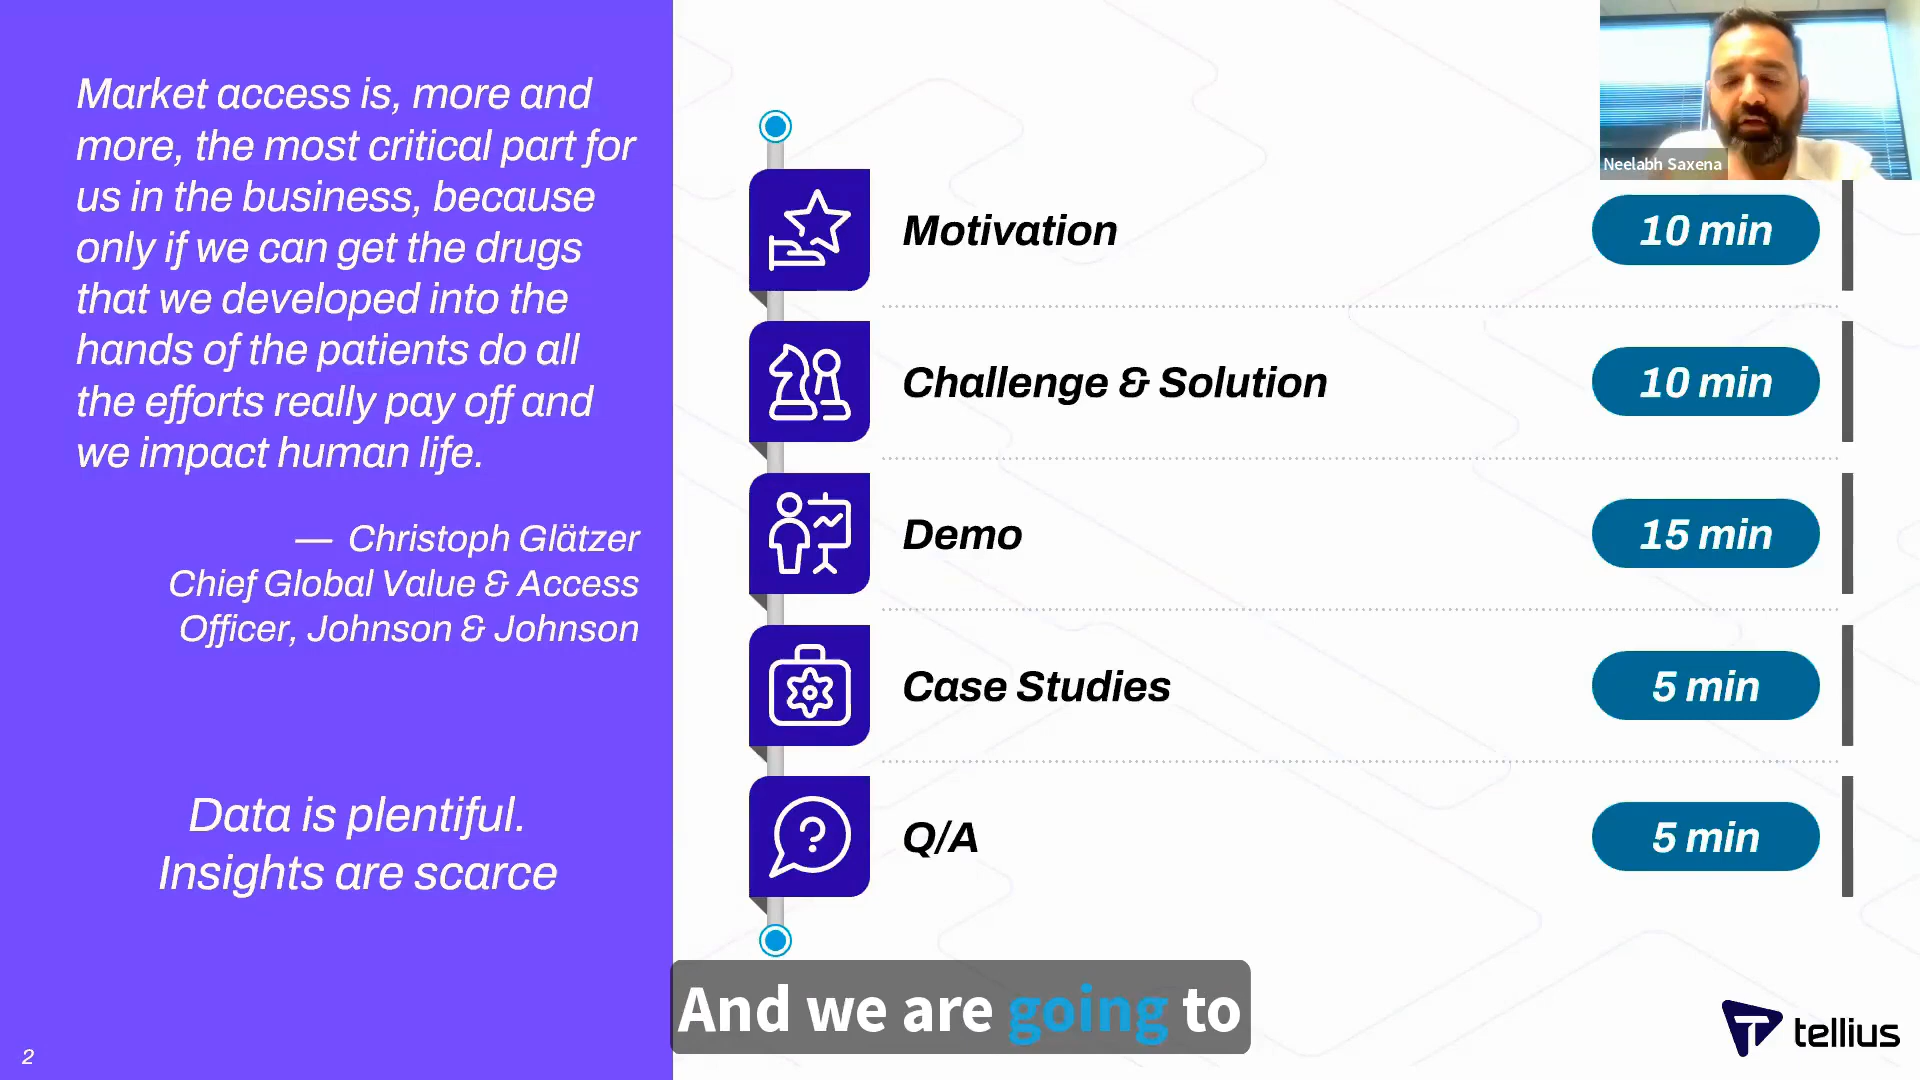 Market access is, more and
more, the most critical part for
us in the business, because
only if we can get the drugs
that we developed into the
hands of the patients do all
the efforts really pay off and
we impact human life.
— Christoph Glätzer
Chief Global Value & Access
Officer, Johnson & Johnson
Data is plentiful.
Insights are scarce
2
Neelabh Saxena
Motivation
10 min
Challenge & Solution
10 min
Demo
15 min
Case Studies
5 min
Q/A
5 min
And we are going to
tellius